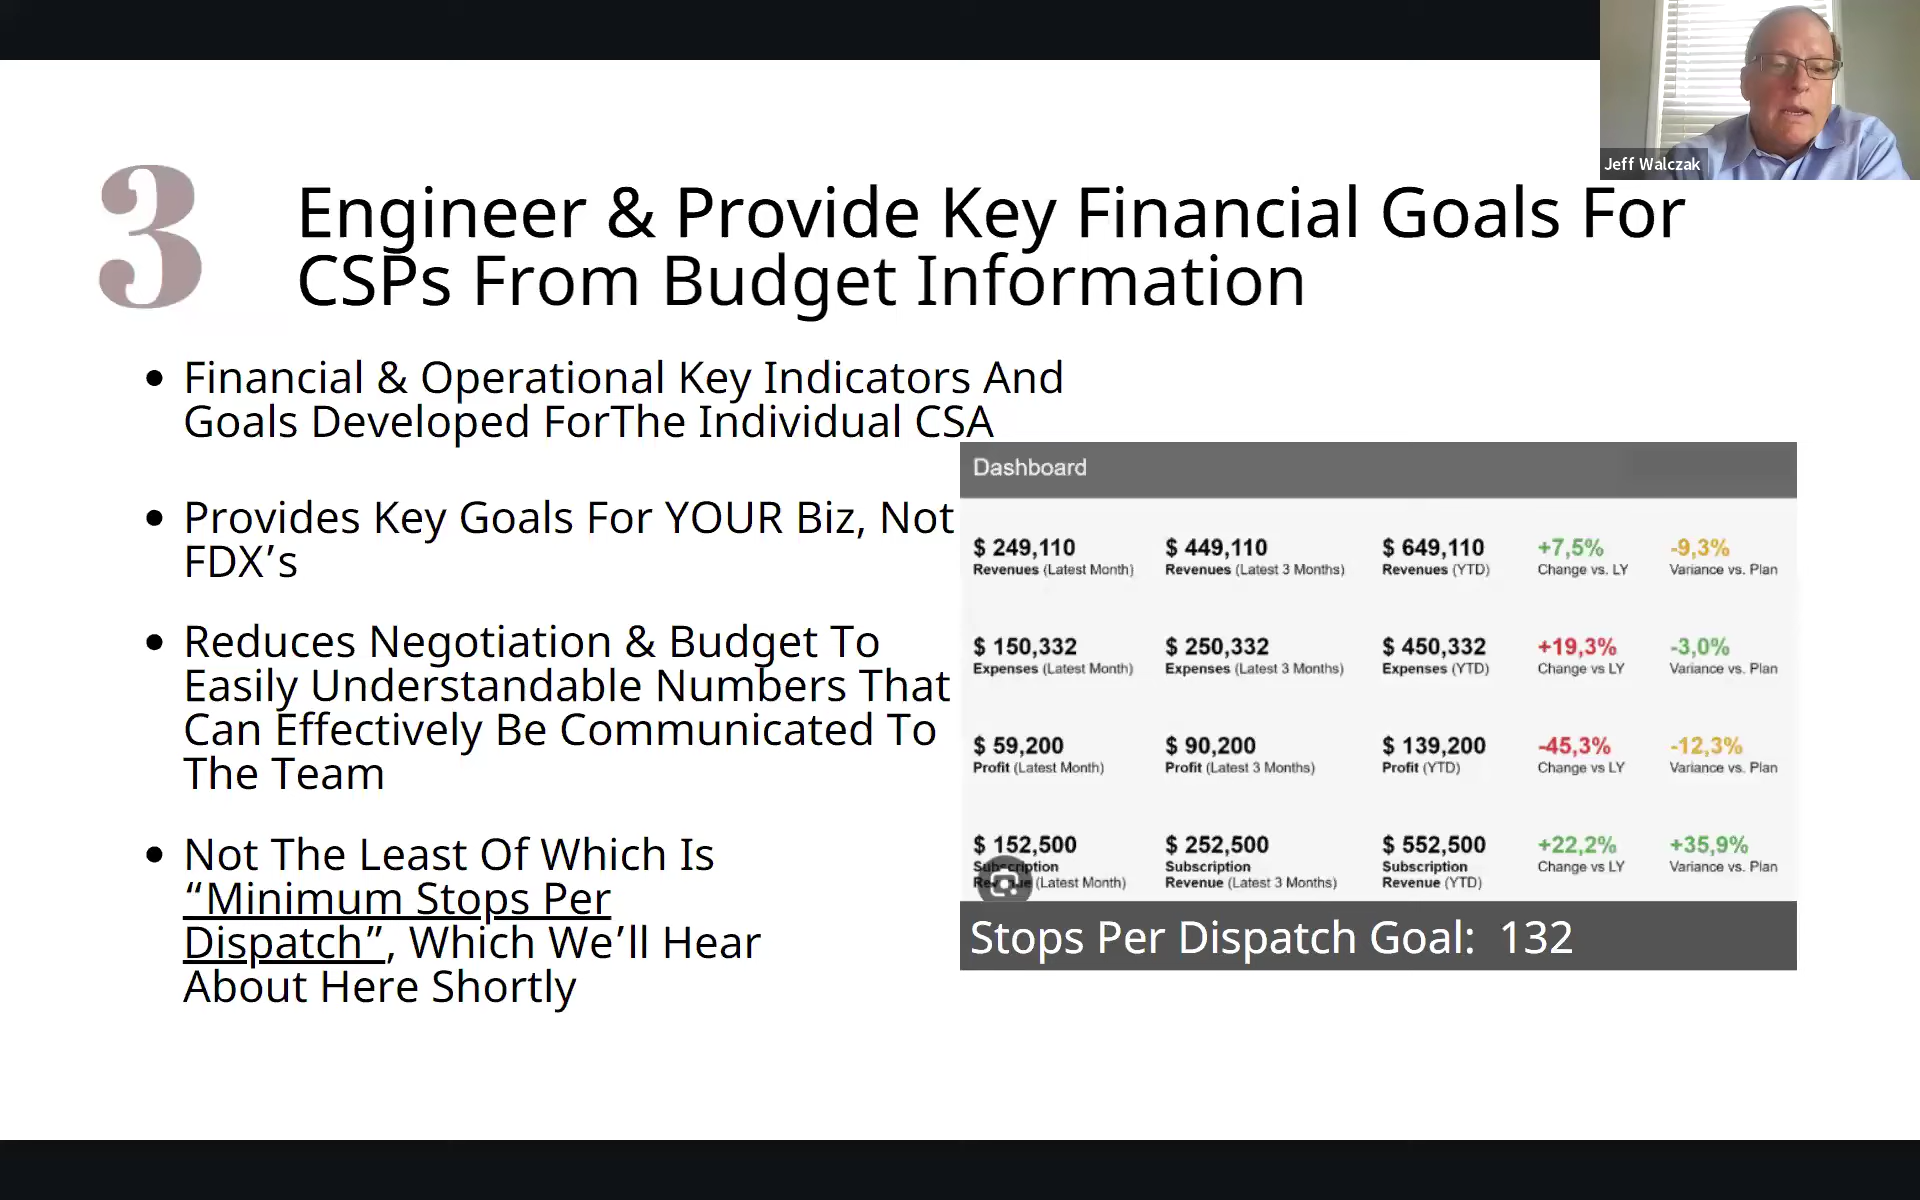 Jeff Walczak
3
Engineer & Provide Key Financial Goals For
CSPs From Budget Information
• Financial & Operational Key Indicators And
Goals Developed ForThe Individual CSA
• Provides Key Goals For YOUR Biz, Not
FDX’s
• Reduces Negotiation & Budget To
Easily Understandable Numbers That
Can Effectively Be Communicated To
The Team
• Not The Least Of Which Is
“Minimum Stops Per
Dispatch”, Which We’ll Hear
About Here Shortly
Dashboard
$ 249,110 $ 449,110 $ 649,110 +7,5% -9,3%
Revenues (Latest Month) Revenues (Latest 3 Months) Revenues (YTD) Change vs. LY Variance vs. Plan
$ 150,332 $ 250,332 $ 450,332 +19,3% -3,0%
Expenses (Latest Month) Expenses (Latest 3 Months) Expenses (YTD) Change vs LY Variance vs. Plan
$ 59,200 $ 90,200 $ 139,200 -45,3% -12,3%
Profit (Latest Month) Profit (Latest 3 Months) Profit (YTD) Change vs LY Variance vs. Plan
$ 152,500 $ 252,500 $ 552,500 +22,2% +35,9%
Subscription Subscription Subscription Change vs LY Variance vs. Plan
Revenue (Latest Month) Revenue (Latest 3 Months) Revenue (YTD)
Stops Per Dispatch Goal: 132